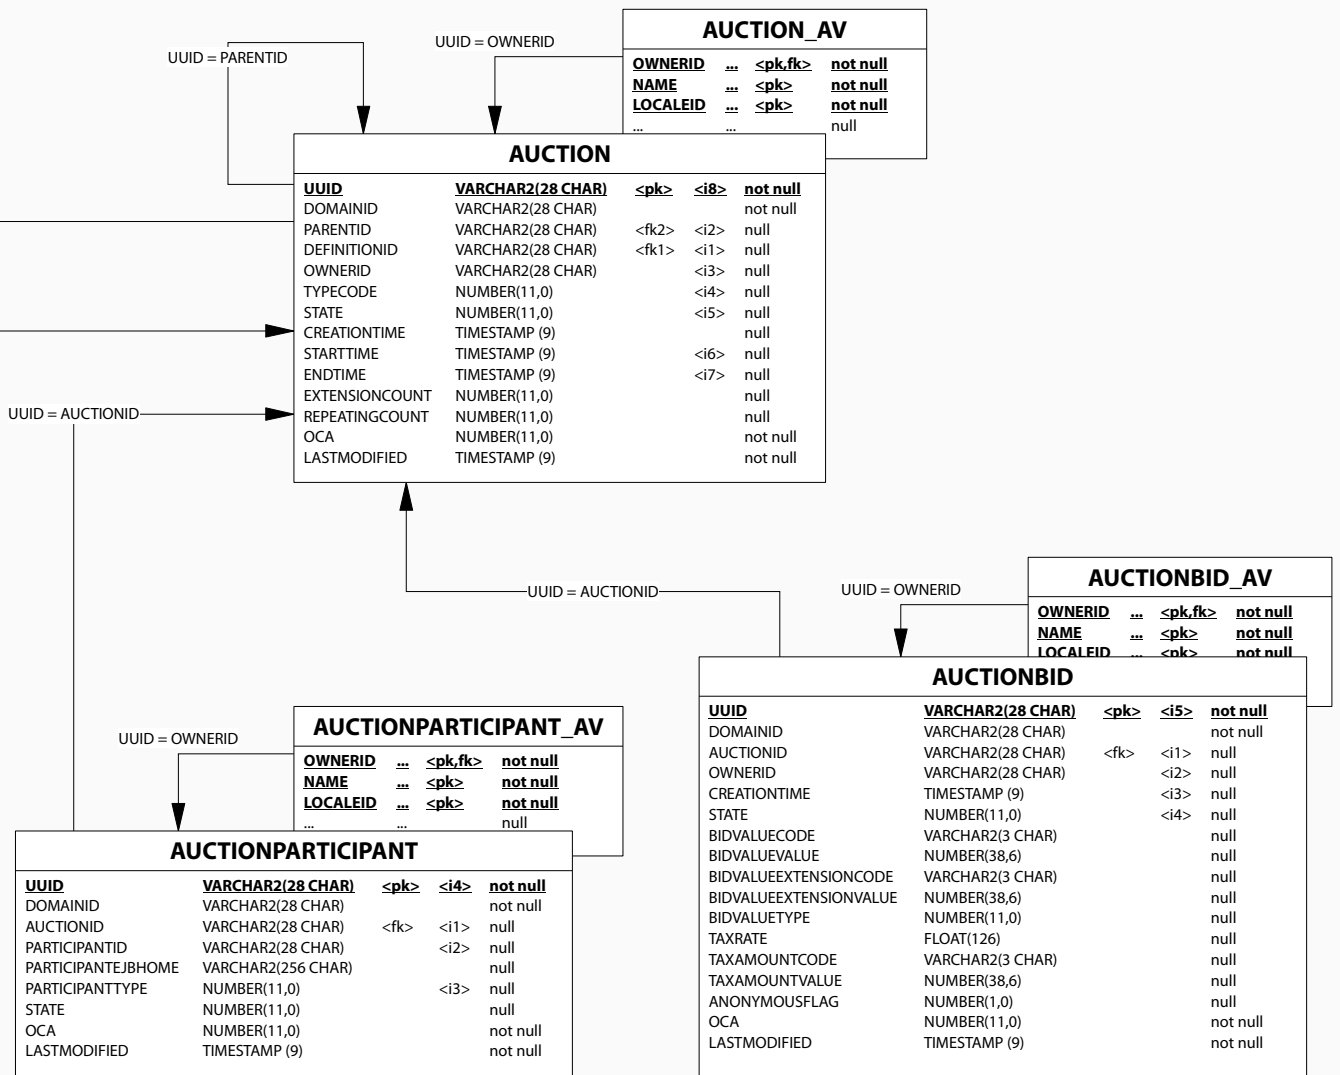 AUCTION_AV
UUID = OWNERID
UUID = PARENTID
OWNERID ... <pk,fk> not null
NAME ... <pk> not null
LOCALEID ... <pk> not null
... ... null
AUCTION
UUID VARCHAR2(28 CHAR) <pk> <i8> not null
DOMAINID VARCHAR2(28 CHAR) not null
PARENTID VARCHAR2(28 CHAR) <fk2> <i2> null
DEFINITIONID VARCHAR2(28 CHAR) <fk1> <i1> null
OWNERID VARCHAR2(28 CHAR) <i3> null
TYPECODE NUMBER(11,0) <i4> null
STATE NUMBER(11,0) <i5> null
CREATIONTIME TIMESTAMP (9) null
STARTTIME TIMESTAMP (9) <i6> null
ENDTIME TIMESTAMP (9) <i7> null
EXTENSIONCOUNT NUMBER(11,0) null
REPEATINGCOUNT NUMBER(11,0) null
OCA NUMBER(11,0) not null
LASTMODIFIED TIMESTAMP (9) not null
UUID = AUCTIONID
UUID = AUCTIONID
UUID = OWNERID
AUCTIONBID_AV
OWNERID ... <pk,fk> not null
NAME ... <pk> not null
LOCALEID ... <pk> not null
AUCTIONBID
UUID VARCHAR2(28 CHAR) <pk> <i5> not null
DOMAINID VARCHAR2(28 CHAR) not null
AUCTIONID VARCHAR2(28 CHAR) <fk> <i1> null
OWNERID VARCHAR2(28 CHAR) <i2> null
CREATIONTIME TIMESTAMP (9) <i3> null
STATE NUMBER(11,0) <i4> null
BIDVALUECODE VARCHAR2(3 CHAR) null
BIDVALUEVALUE NUMBER(38,6) null
BIDVALUEEXTENSIONCODE VARCHAR2(3 CHAR) null
BIDVALUEEXTENSIONVALUE NUMBER(38,6) null
BIDVALUETYPE NUMBER(11,0) null
TAXRATE FLOAT(126) null
TAXAMOUNTCODE VARCHAR2(3 CHAR) null
TAXAMOUNTVALUE NUMBER(38,6) null
ANONYMOUSFLAG NUMBER(1,0) null
OCA NUMBER(11,0) not null
LASTMODIFIED TIMESTAMP (9) not null
UUID = OWNERID
AUCTIONPARTICIPANT_AV
OWNERID ... <pk,fk> not null
NAME ... <pk> not null
LOCALEID ... <pk> not null
... ... null
AUCTIONPARTICIPANT
UUID VARCHAR2(28 CHAR) <pk> <i4> not null
DOMAINID VARCHAR2(28 CHAR) not null
AUCTIONID VARCHAR2(28 CHAR) <fk> <i1> null
PARTICIPANTID VARCHAR2(28 CHAR) <i2> null
PARTICIPANTEJBHOME VARCHAR2(256 CHAR) null
PARTICIPANTTYPE NUMBER(11,0) <i3> null
STATE NUMBER(11,0) null
OCA NUMBER(11,0) not null
LASTMODIFIED TIMESTAMP (9) not null